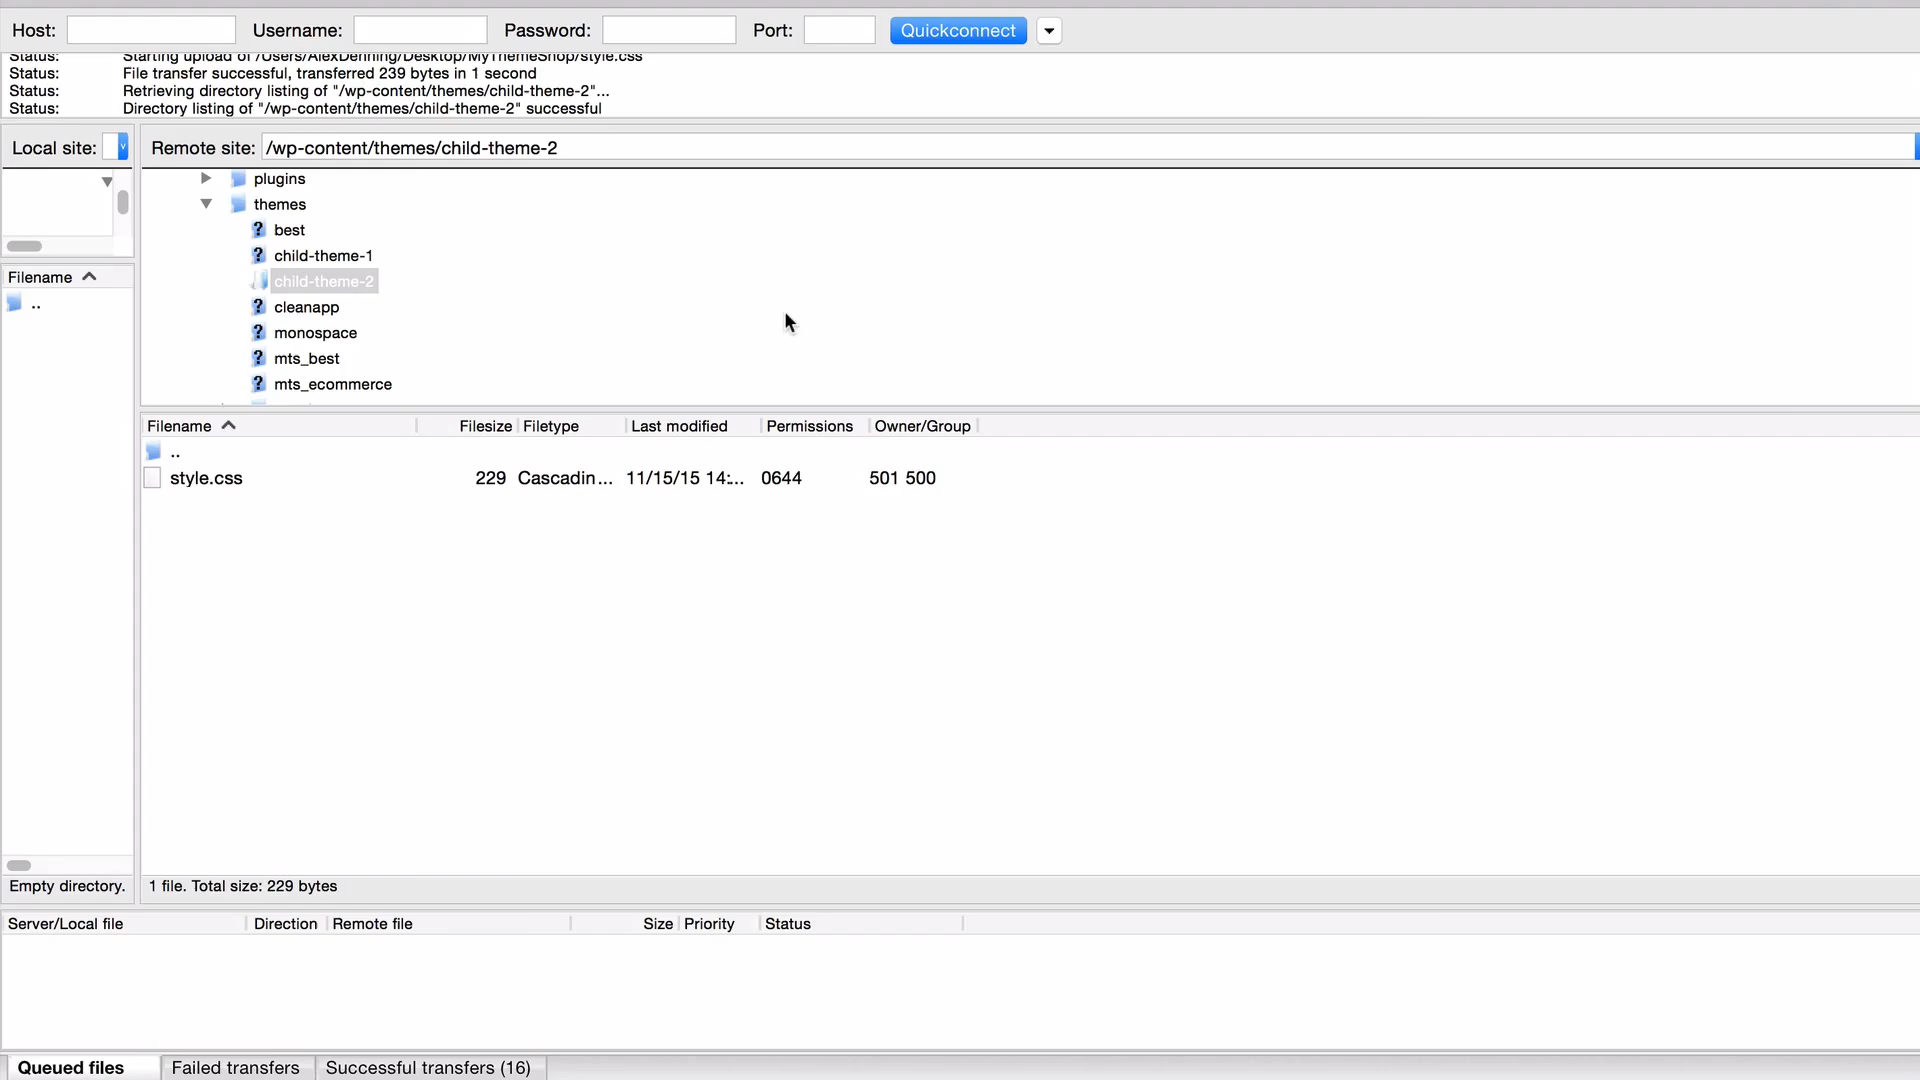 Host: Username: Password: Port: Quickconnect
Status: Starting upload of /Users/AlexDenning/Desktop/MyThemeShop/style.css
Status: File transfer successful, transferred 239 bytes in 1 second
Status: Retrieving directory listing of "/wp-content/themes/child-theme-2"...
Status: Directory listing of "/wp-content/themes/child-theme-2" successful
Local site: Remote site: /wp-content/themes/child-theme-2
plugins
themes
best
child-theme-1
child-theme-2
cleanapp
monospace
mts_best
mts_ecommerce
Filename
..
Filename Filesize Filetype Last modified Permissions Owner/Group
..
style.css 229 Cascadin... 11/15/15 14:... 0644 501 500
Empty directory. 1 file. Total size: 229 bytes
Server/Local file Direction Remote file Size Priority Status
Queued files Failed transfers Successful transfers (16)